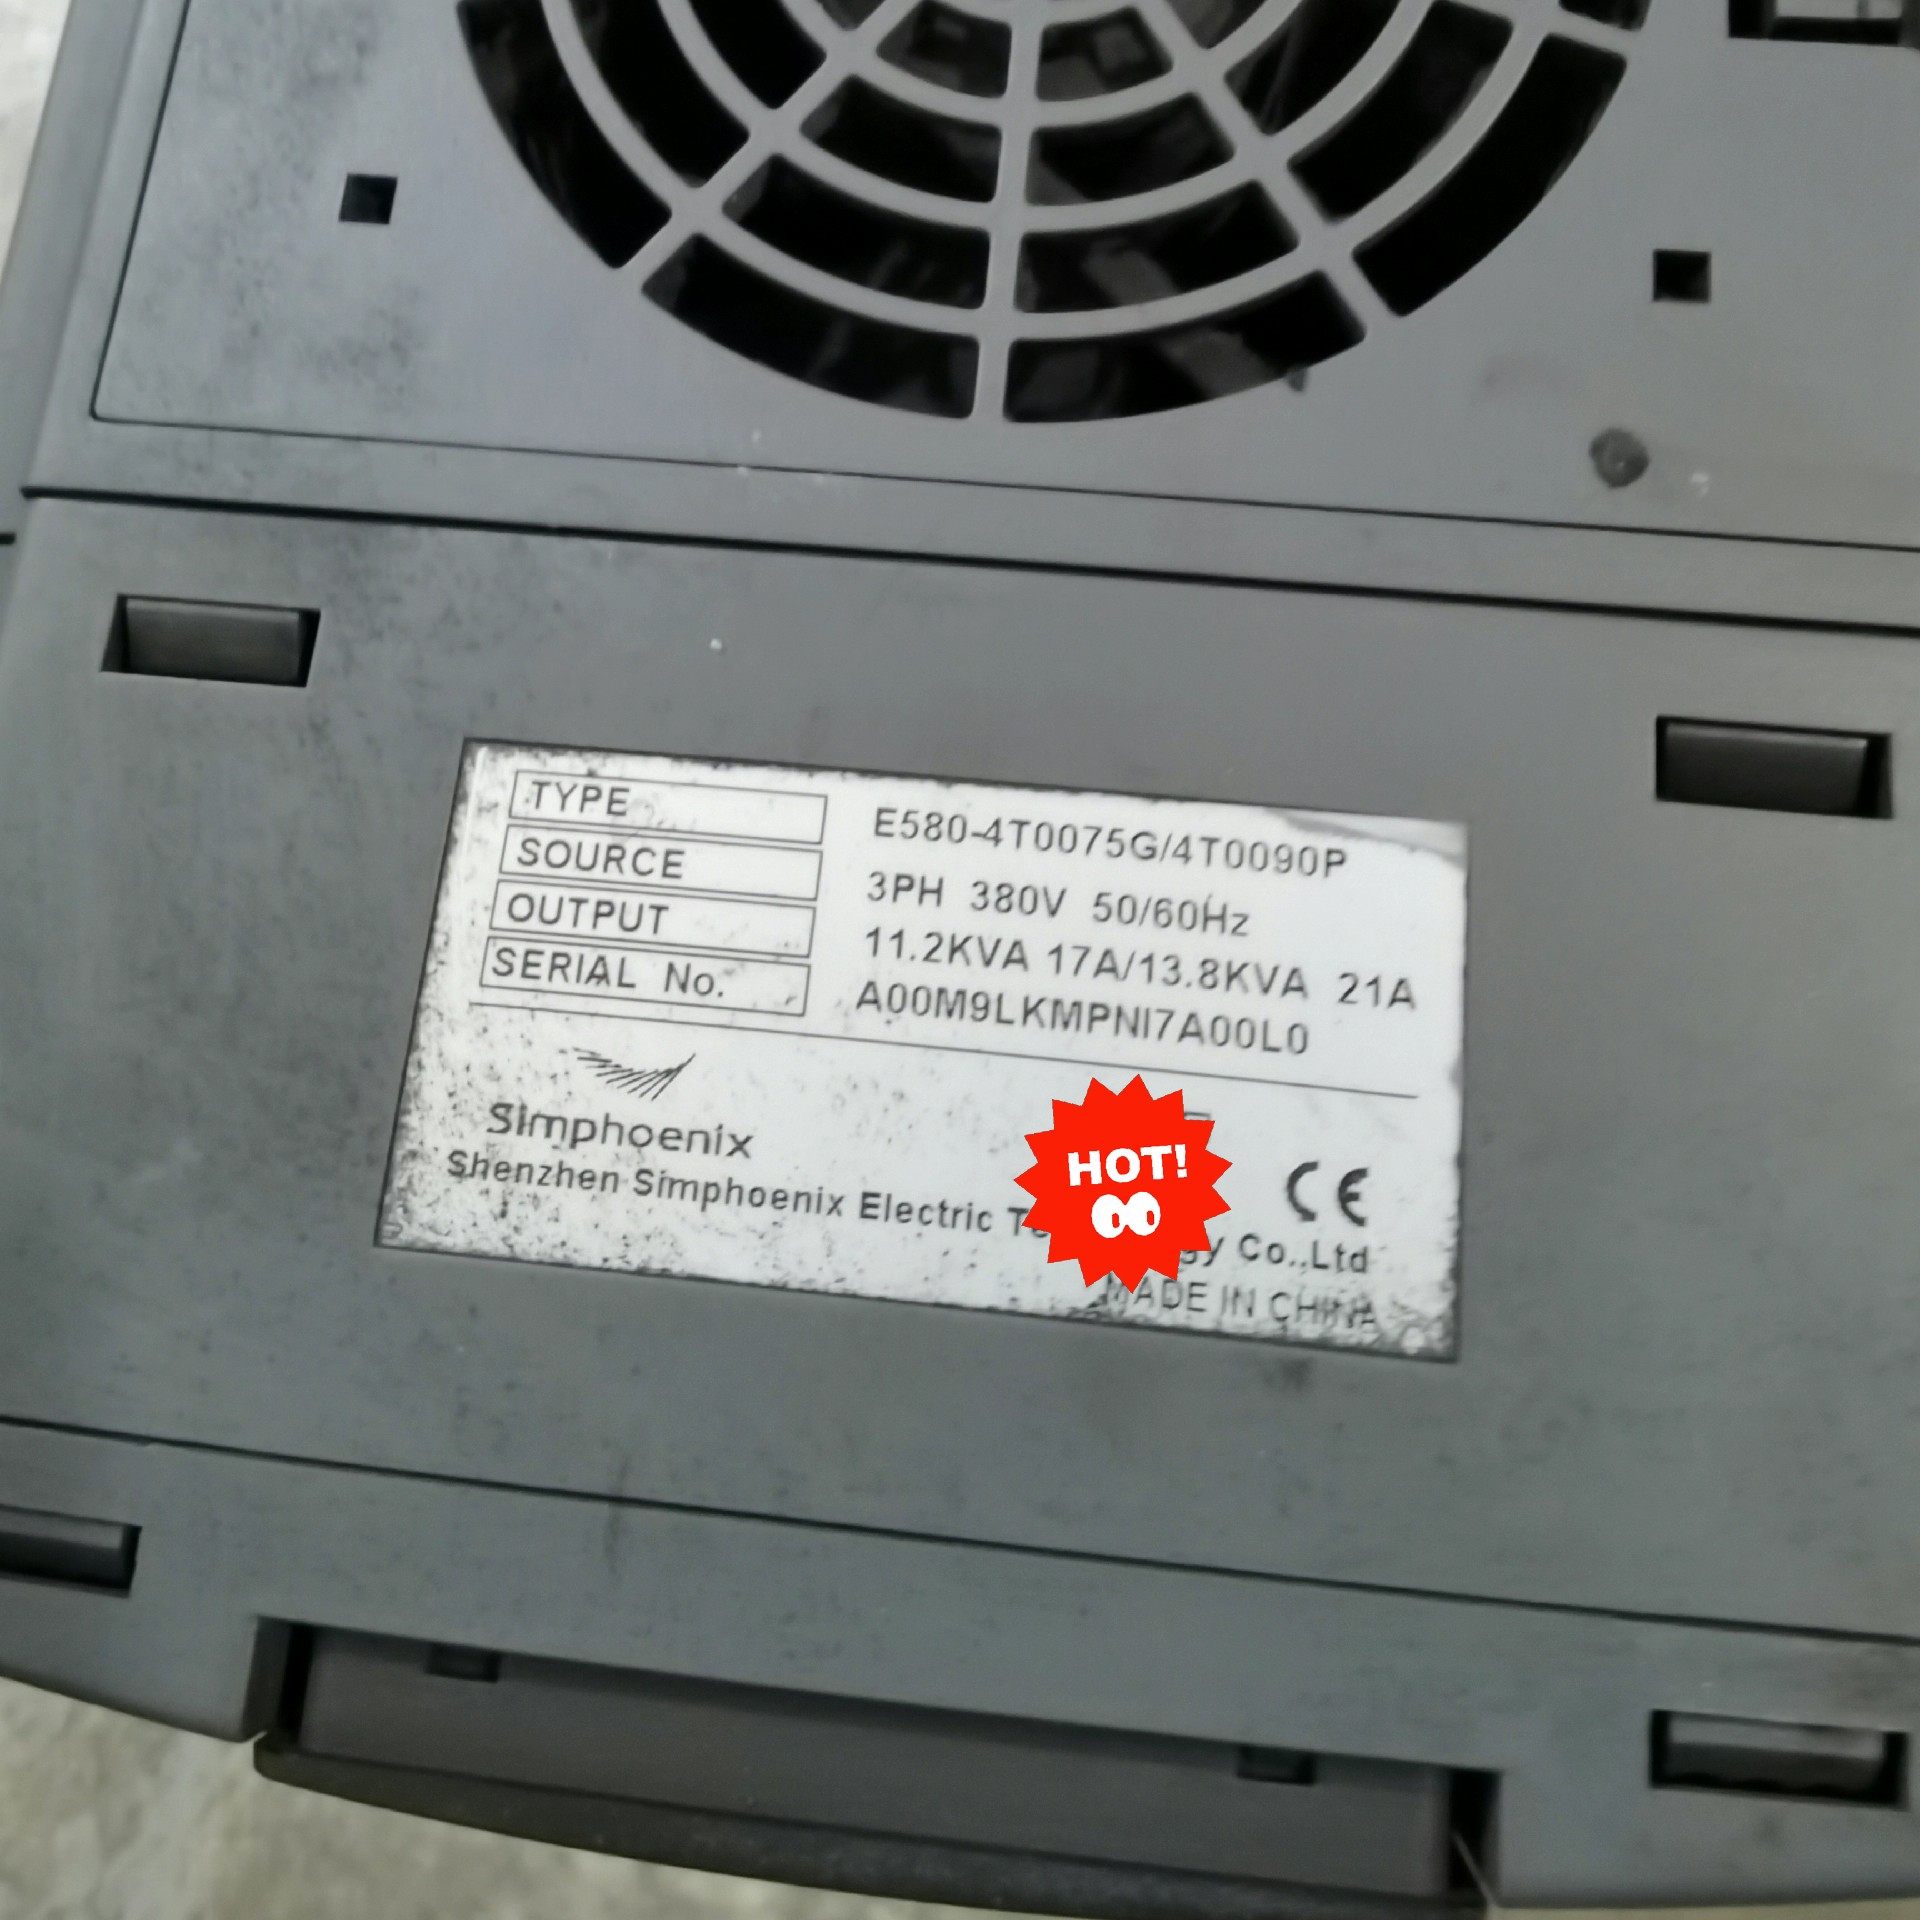 TYPE E580-4T0075G/4T0090P
SOURCE 3PH 380V 50/60Hz
OUTPUT 11.2KVA 17A/13.8KVA 21A
SERIAL No. A00M9LKMPNI7A00L0
Simphoenix
HOT!
CE
Shenzhen Simphoenix Electric Co.,Ltd
MADE IN CHINA